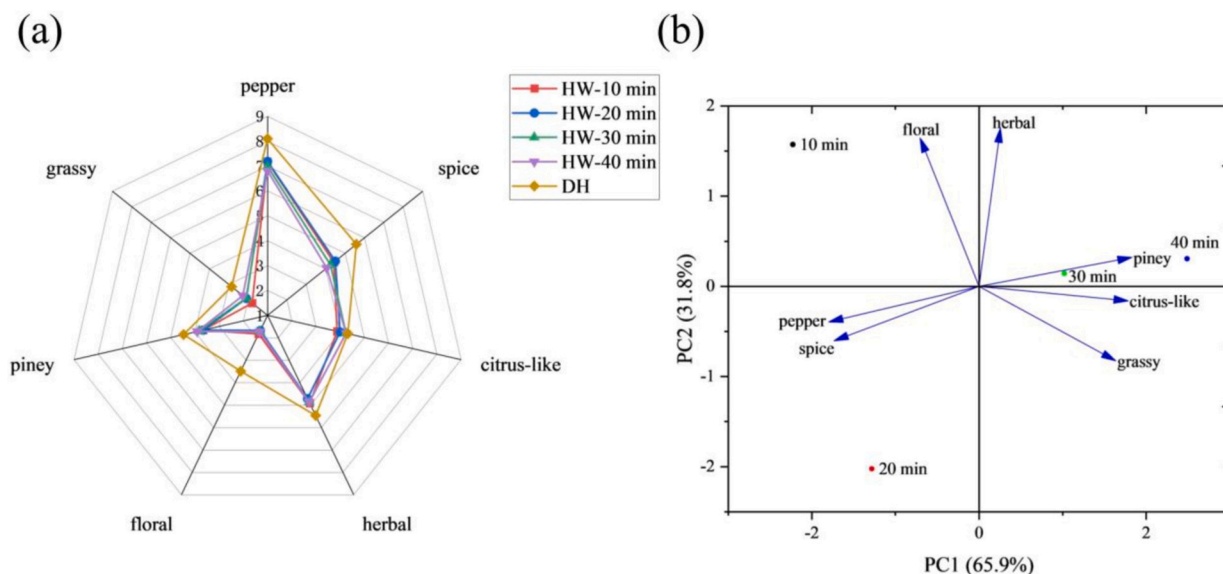 (a)
pepper
9
8
7
6
5
4
3
2
1
spice
citrus-like
herbal
floral
piney
grassy
HW-10 min
HW-20 min
HW-30 min
HW-40 min
DH
(b)
2
1
0
-1
-2
PC2 (31.8%)
floral
herbal
10 min
40 min
piney
30 min
citrus-like
pepper
spice
grassy
20 min
-2
0
2
PC1 (65.9%)